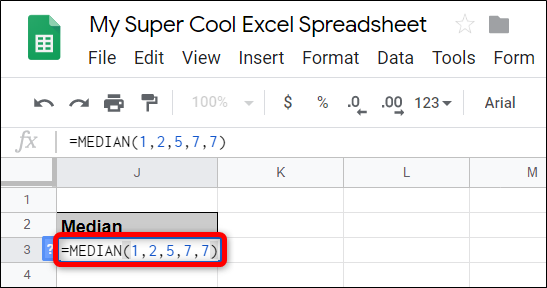 My Super Cool Excel Spreadsheet
File Edit View Insert Format Data Tools Form
100% $ % .0 .00 123 Arial
fx =MEDIAN(1,2,5,7,7)
J K L M
1
2 Median
? 3 =MEDIAN(1,2,5,7,7)
4